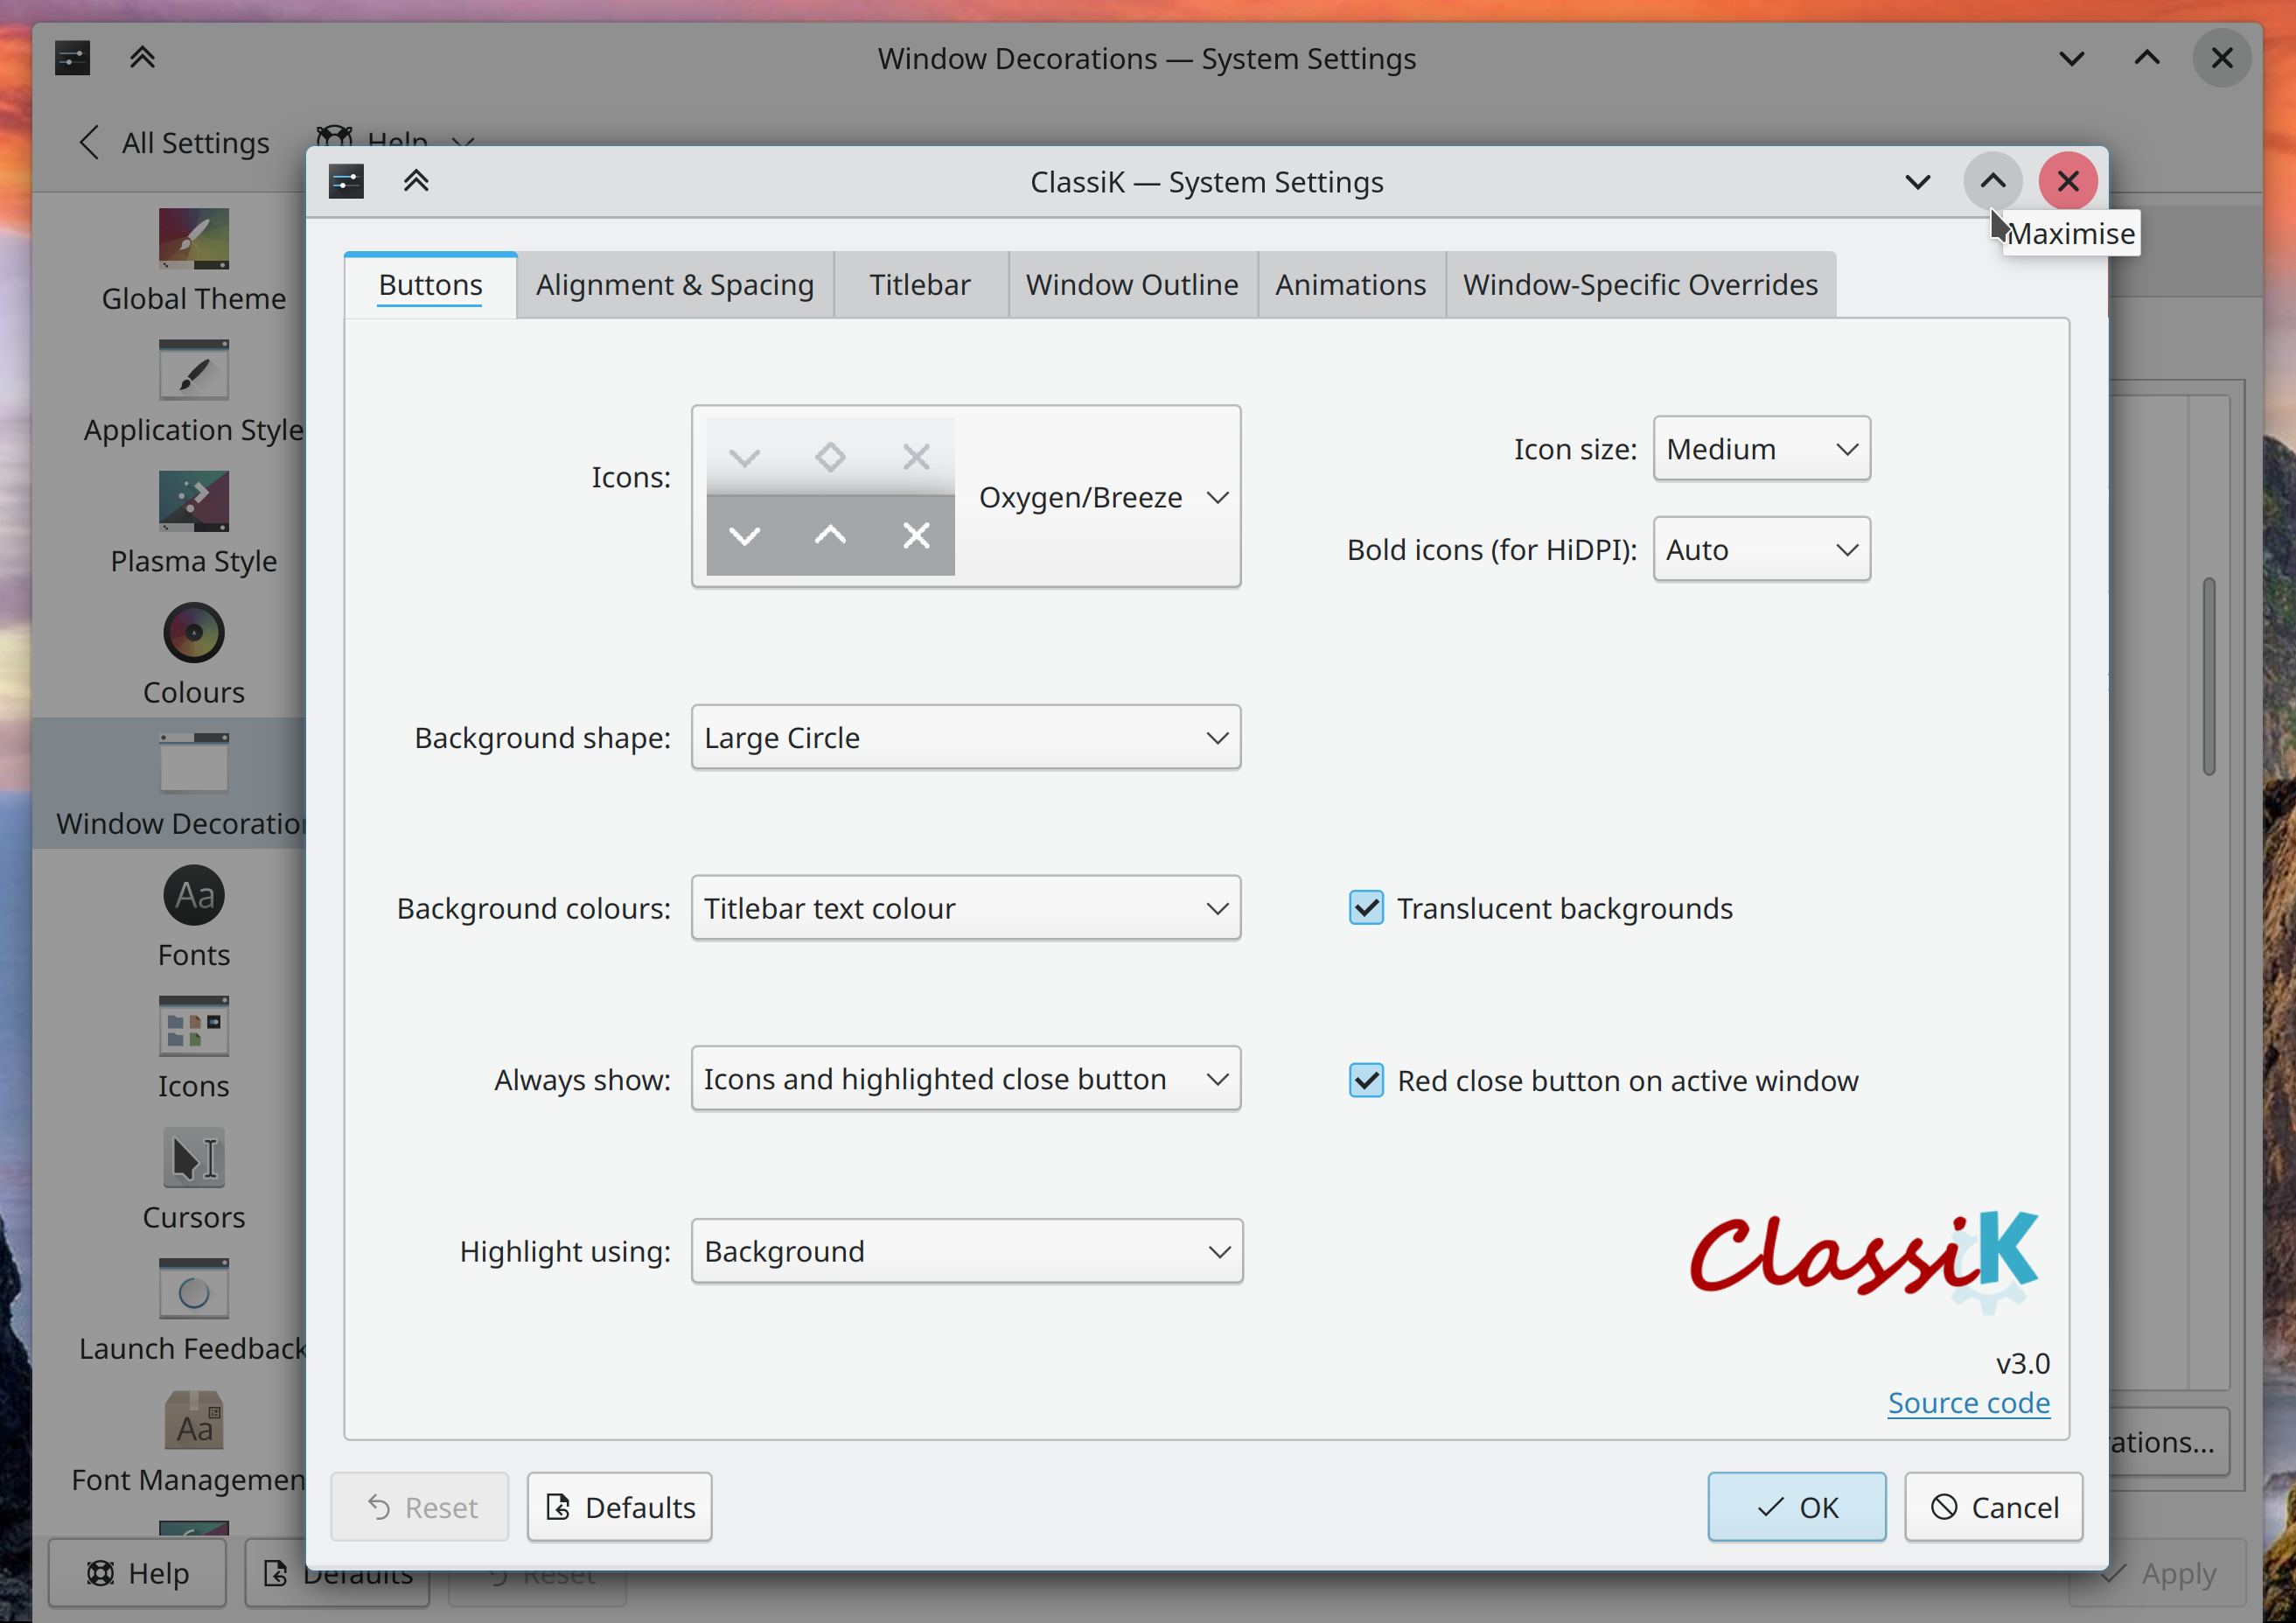 Window Decorations — System Settings
All Settings
Help
ClassiK — System Settings
Maximise
Global Theme
Application Style
Plasma Style
Colours
Window Decoration
Fonts
Aa
Icons
Cursors
Launch Feedback
Aa
Font Managemen
Buttons
Alignment & Spacing
Titlebar
Window Outline
Animations
Window-Specific Overrides
Icons:
Oxygen/Breeze
Icon size:
Medium
Bold icons (for HiDPI):
Auto
Background shape:
Large Circle
Background colours:
Titlebar text colour
Translucent backgrounds
Always show:
Icons and highlighted close button
Red close button on active window
Highlight using:
Background
ClassiK
v3.0
Source code
ations...
Reset
Defaults
OK
Cancel
Help
Defaults
Reset
Apply